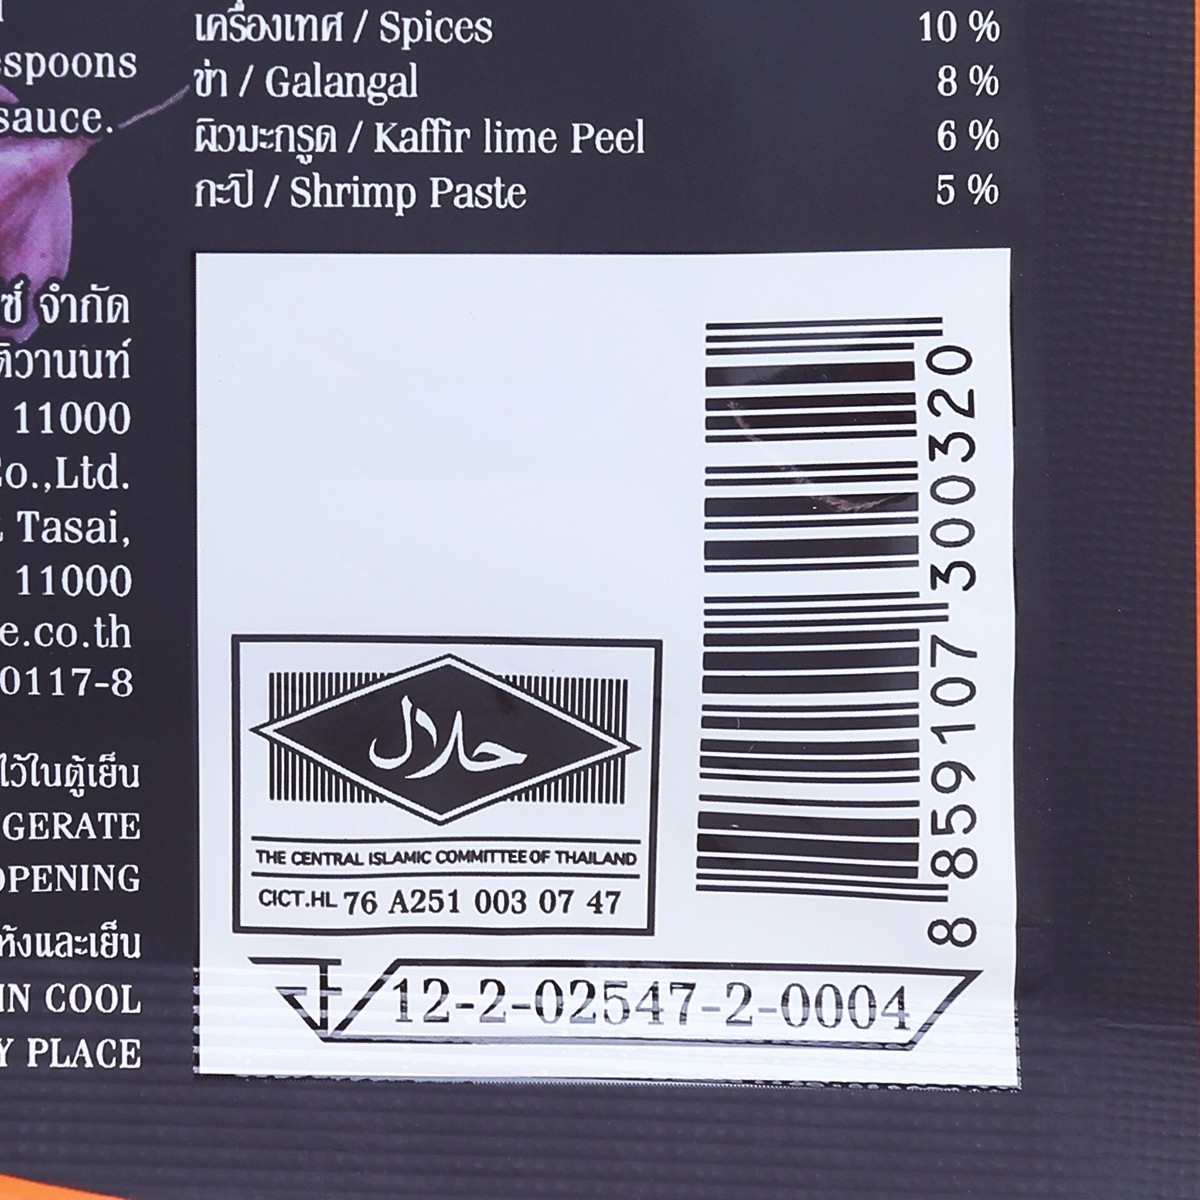 espoons
sauce.
ซ์ จำกัด
ติวานนท์
11000
Co.,Ltd.
Tasai,
11000
e.co.th
0117-8
ไว้ในตู้เย็น
GERATE
OPENING
ห้งและเย็น
IN COOL
Y PLACE
เครื่องเทศ / Spices 10 %
ข่า / Galangal 8 %
ผิวมะกรูด / Kaffir lime Peel 6 %
กะปิ / Shrimp Paste 5 %
8 859107 300320
حلال
THE CENTRAL ISLAMIC COMMITTEE OF THAILAND
CICT.HL 76 A251 003 07 47
12-2-02547-2-0004